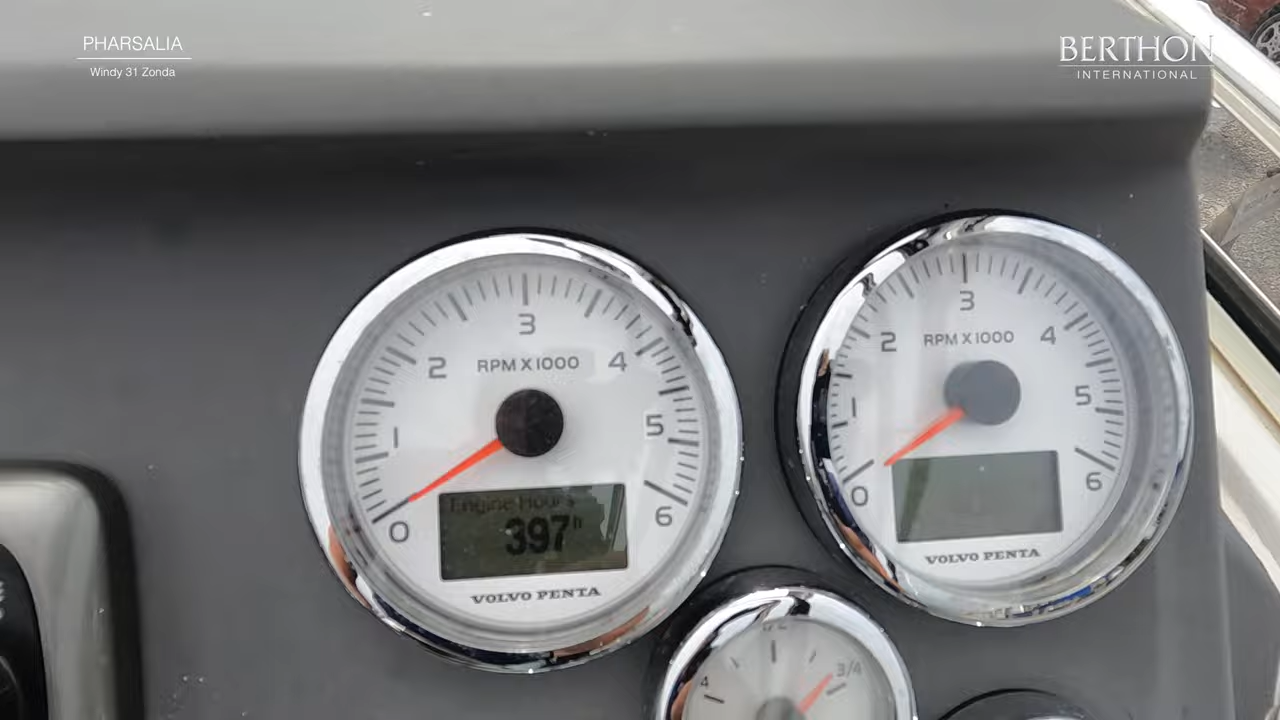 PHARSALIA
Windy 31 Zonda
BERTHON
INTERNATIONAL
0 1 2 3 4 5 6
RPM X 1000
Engine Hours
397h
VOLVO PENTA
0 1 2 3 4 5 6
RPM X 1000
VOLVO PENTA
3/4